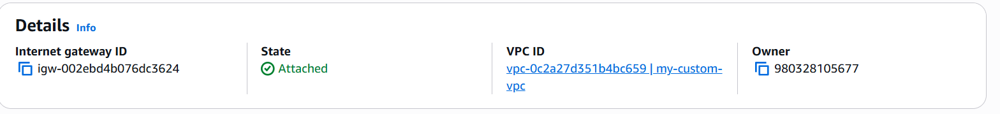 Details Info
Internet gateway ID
igw-002ebd4b076dc3624
State
Attached
VPC ID
vpc-0c2a27d351b4bc659 | my-custom-
vpc
Owner
980328105677